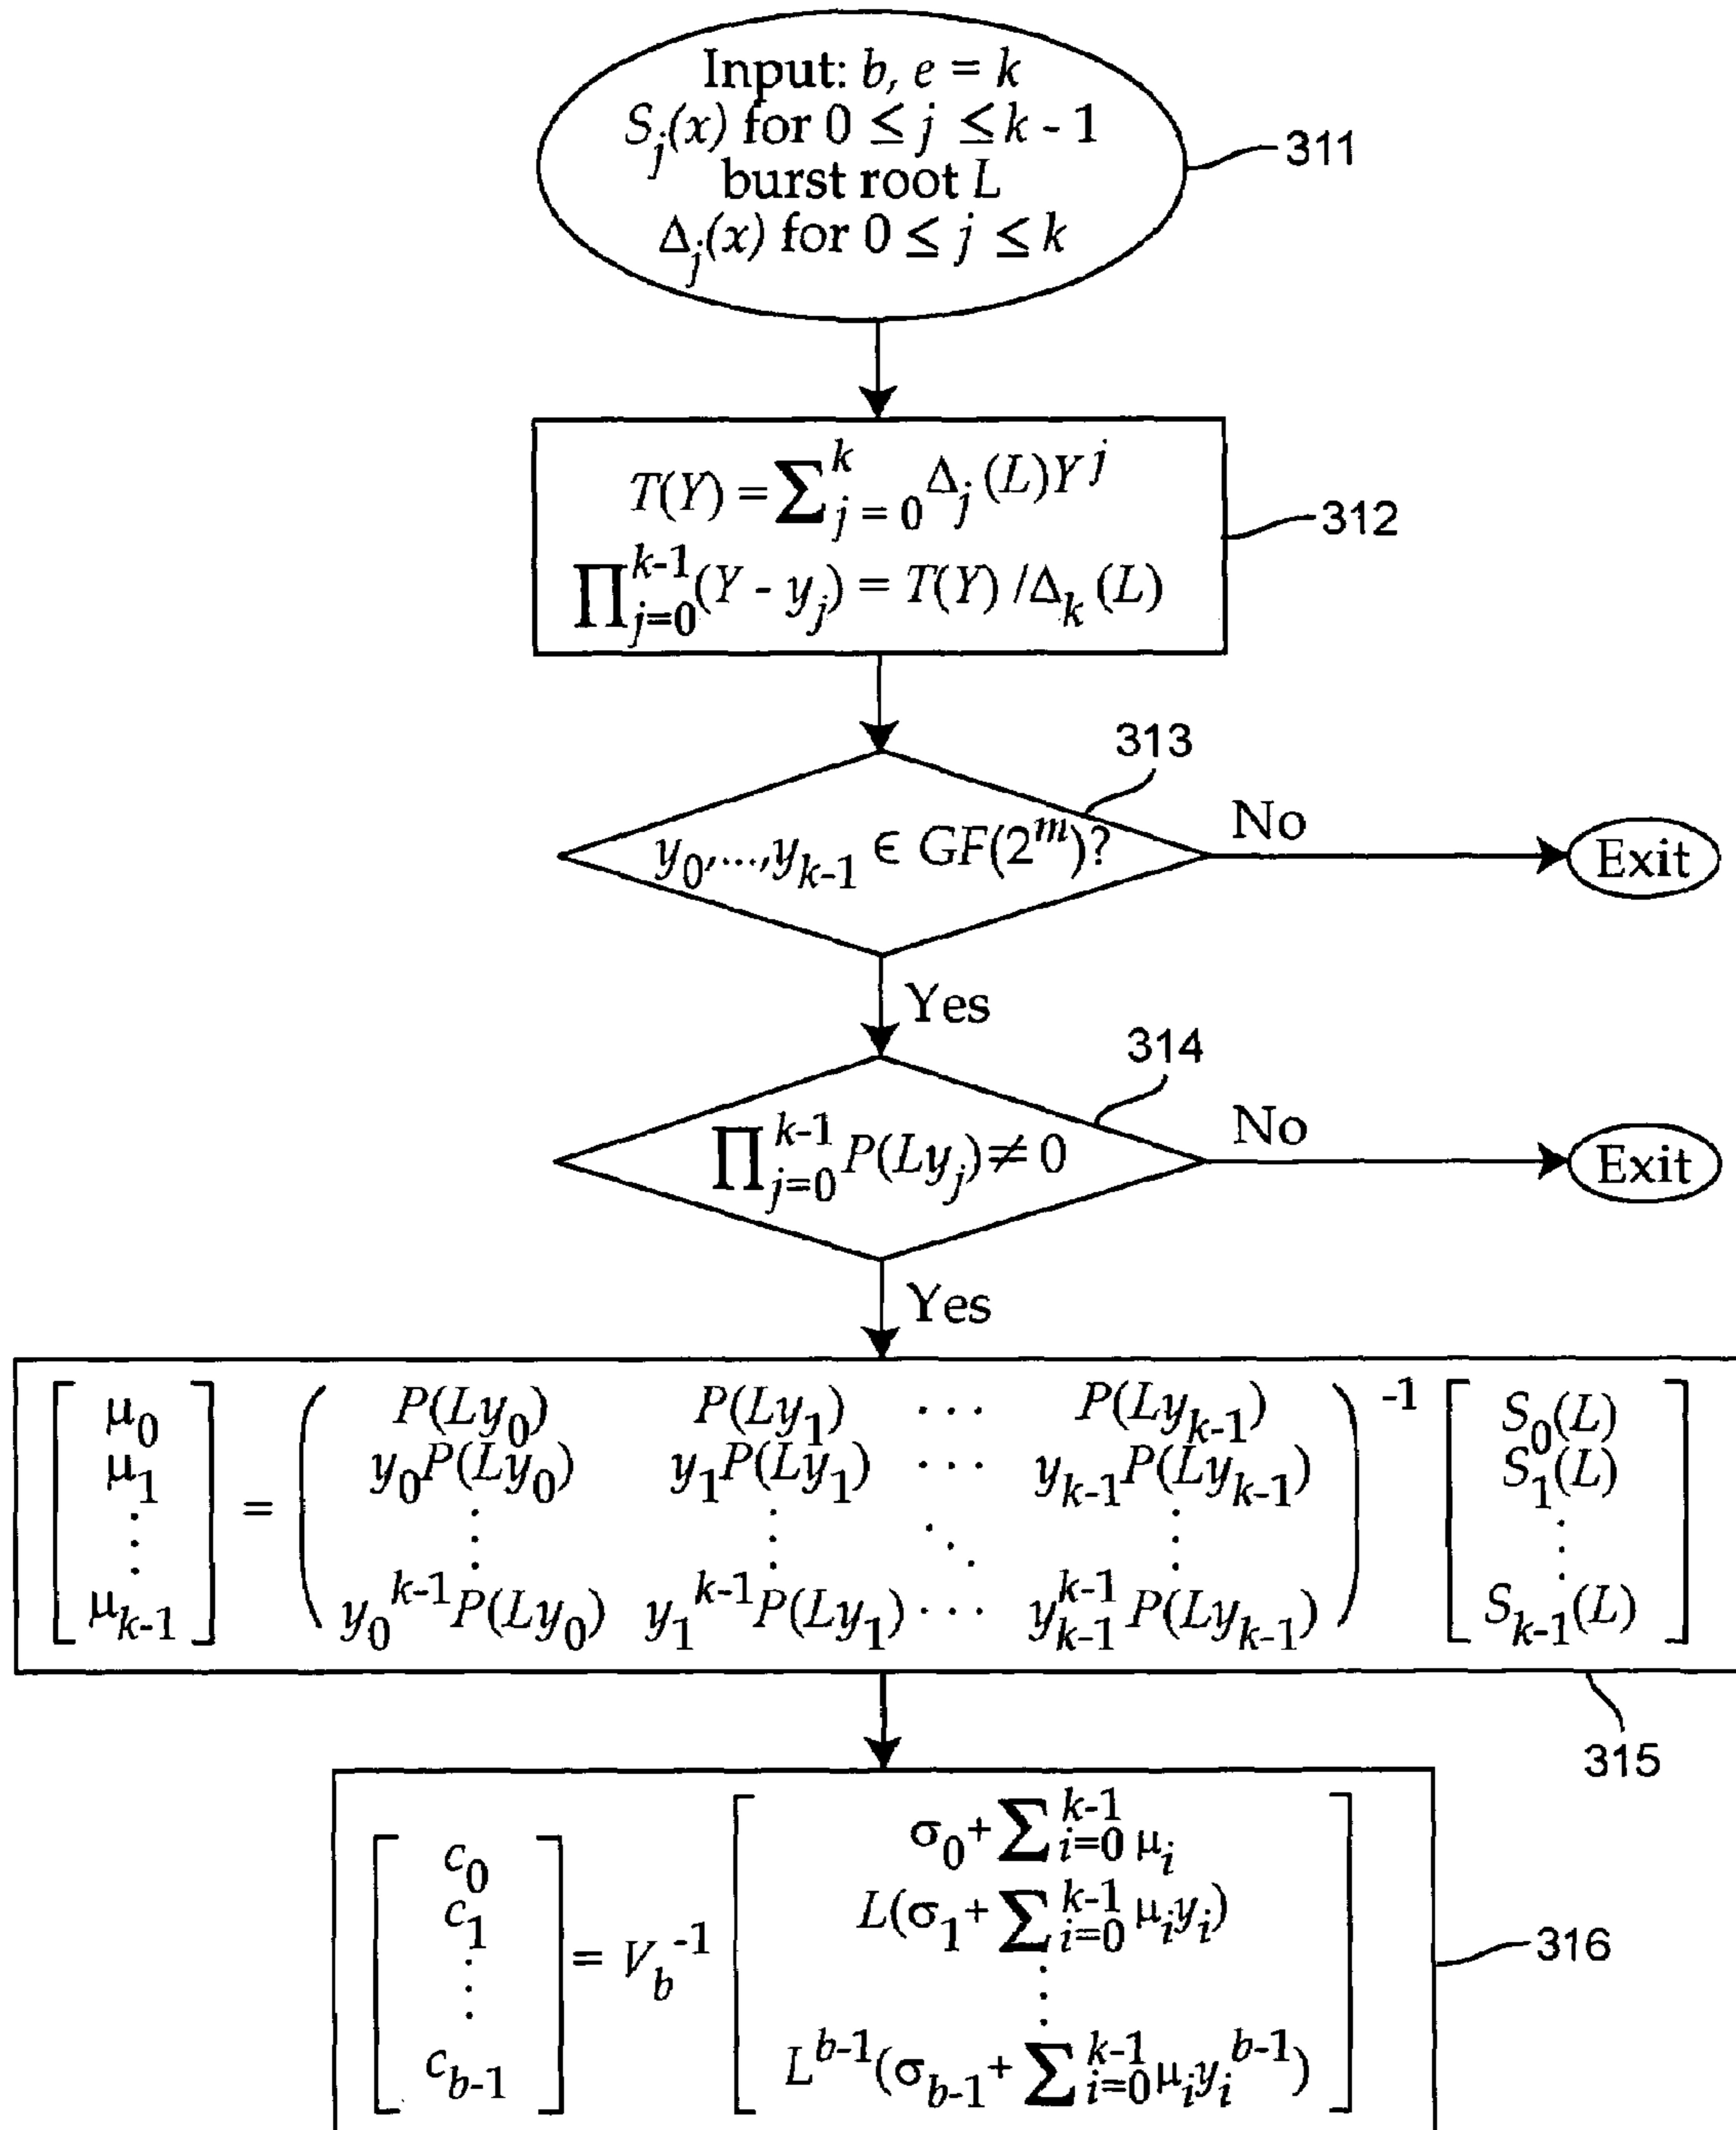 Input: b, e = k
S_j(x) for 0 ≤ j ≤ k - 1
burst root L
Δ_j(x) for 0 ≤ j ≤ k
311
T(Y) = ∑_{j = 0}^{k} Δ_j (L)Y^j
∏_{j=0}^{k-1}(Y - y_j) = T(Y) /Δ_k (L)
312
313
y_0,...,y_{k-1} ∈ GF(2^m)?
No
Exit
Yes
314
∏_{j=0}^{k-1} P(Ly_j) ≠ 0
No
Exit
Yes
[ μ_0 μ_1 ⋮ μ_{k-1} ] = ( P(Ly_0) P(Ly_1) ··· P(Ly_{k-1})
y_0P(Ly_0) y_1P(Ly_1) ··· y_{k-1}P(Ly_{k-1})
⋮ ⋮ ⋱ ⋮
y_0^{k-1}P(Ly_0) y_1^{k-1}P(Ly_1) ··· y_{k-1}^{k-1}P(Ly_{k-1}) )^{-1} [ S_0(L) S_1(L) ⋮ S_{k-1}(L) ]
315
[ c_0 c_1 ⋮ c_{b-1} ] = V_b^{-1} [ σ_0+ ∑_{i=0}^{k-1} μ_i
L(σ_1+ ∑_{i=0}^{k-1} μ_iy_i)
⋮
L^{b-1}(σ_{b-1}+ ∑_{i=0}^{k-1} μ_iy_i^{b-1}) ]
316